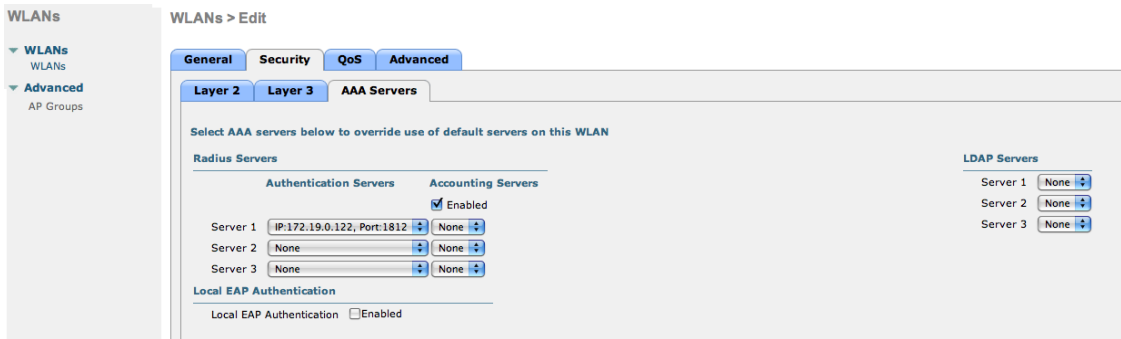 WLANs
WLANs > Edit
WLANs
WLANs
Advanced
AP Groups
General Security QoS Advanced
Layer 2 Layer 3 AAA Servers
Select AAA servers below to override use of default servers on this WLAN
Radius Servers
LDAP Servers
Authentication Servers Accounting Servers
Enabled
Server 1 IP:172.19.0.122, Port:1812 None
Server 2 None None
Server 3 None None
Server 1 None
Server 2 None
Server 3 None
Local EAP Authentication
Local EAP Authentication Enabled